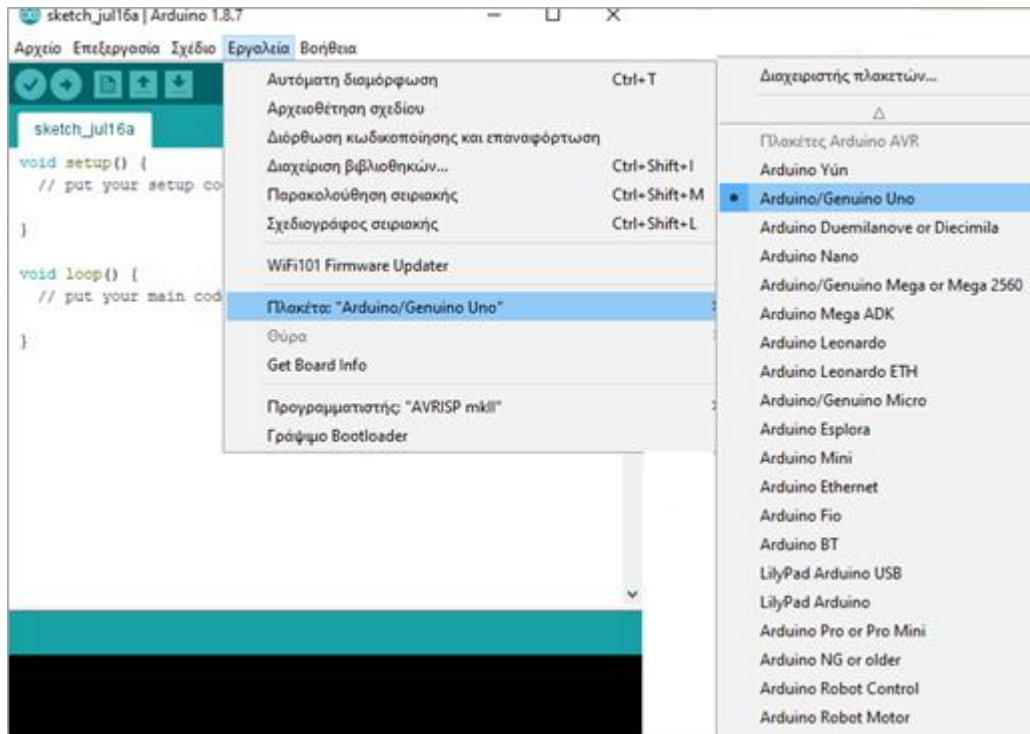 sketch_jul16a | Arduino 1.8.7
Αρχείο Επεξεργασία Σχέδιο Εργαλεία Βοήθεια
sketch_jul16a
void setup() {
// put your setup co
}
void loop() {
// put your main cod
}
Αυτόματη διαμόρφωση Ctrl+T
Αρχειοθέτηση σχεδίου
Διόρθωση κωδικοποίησης και επαναφόρτωση
Διαχείριση βιβλιοθηκών... Ctrl+Shift+I
Παρακολούθηση σειριακής Ctrl+Shift+M
Σχεδιογράφος σειριακής Ctrl+Shift+L
WiFi101 Firmware Updater
Πλακέτα: "Arduino/Genuino Uno"
Θύρα
Get Board Info
Προγραμματιστής: "AVRISP mkII"
Γράψιμο Bootloader
Διαχειριστής πλακετών...
Πλακέτες Arduino AVR
Arduino Yún
Arduino/Genuino Uno
Arduino Duemilanove or Diecimila
Arduino Nano
Arduino/Genuino Mega or Mega 2560
Arduino Mega ADK
Arduino Leonardo
Arduino Leonardo ETH
Arduino/Genuino Micro
Arduino Esplora
Arduino Mini
Arduino Ethernet
Arduino Fio
Arduino BT
LilyPad Arduino USB
LilyPad Arduino
Arduino Pro or Pro Mini
Arduino NG or older
Arduino Robot Control
Arduino Robot Motor